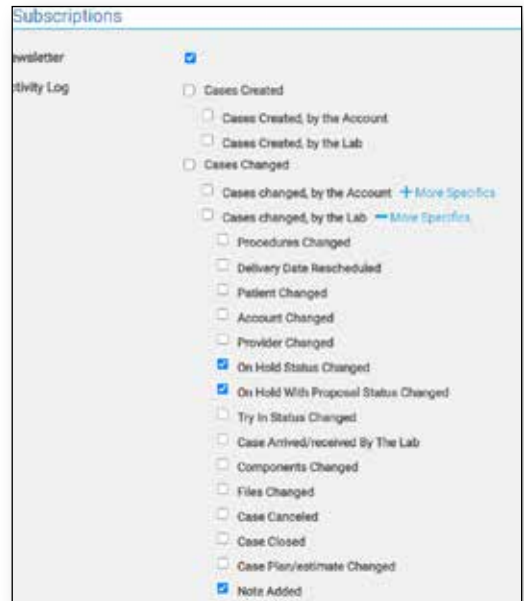 Subscriptions
ewsletter
ctivity Log
Cases Created
Cases Created, by the Account
Cases Created, by the Lab
Cases Changed
Cases changed, by the Account + More Specifics
Cases changed, by the Lab − More Specifics
Procedures Changed
Delivery Date Rescheduled
Patient Changed
Account Changed
Provider Changed
On Hold Status Changed
On Hold With Proposal Status Changed
Try In Status Changed
Case Arrived/received By The Lab
Components Changed
Files Changed
Case Canceled
Case Closed
Case Plan/estimate Changed
Note Added